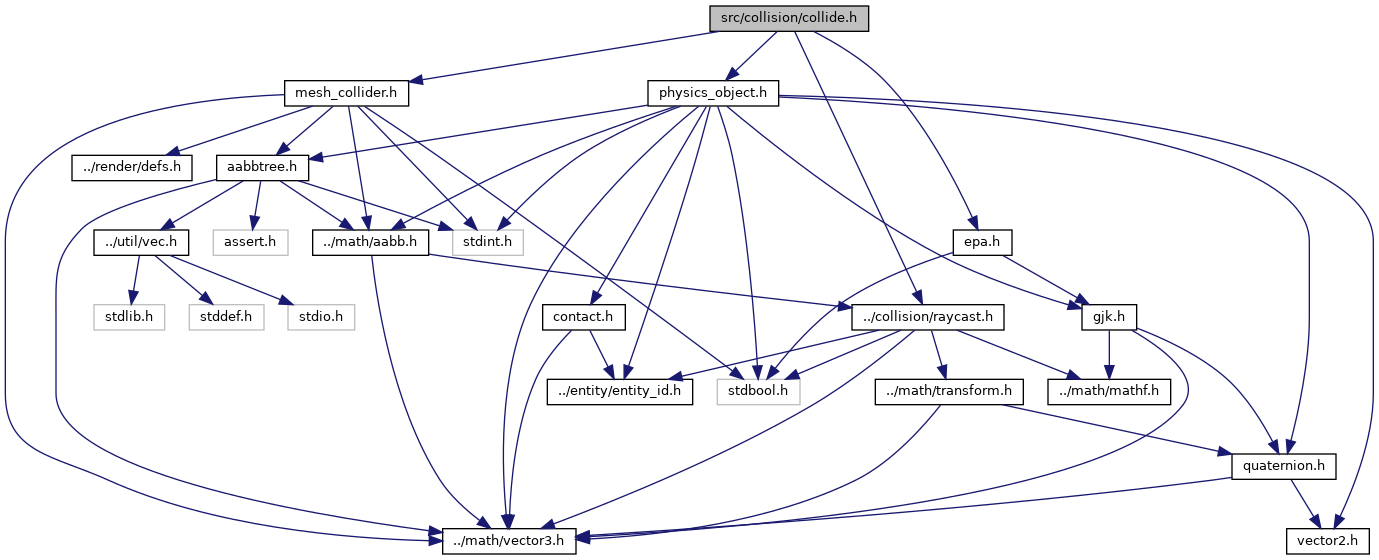 src/collision/collide.h
mesh_collider.h
physics_object.h
../render/defs.h
aabbtree.h
../util/vec.h
assert.h
../math/aabb.h
stdint.h
epa.h
stdlib.h
stddef.h
stdio.h
contact.h
../collision/raycast.h
gjk.h
../entity/entity_id.h
stdbool.h
../math/transform.h
../math/mathf.h
quaternion.h
../math/vector3.h
vector2.h